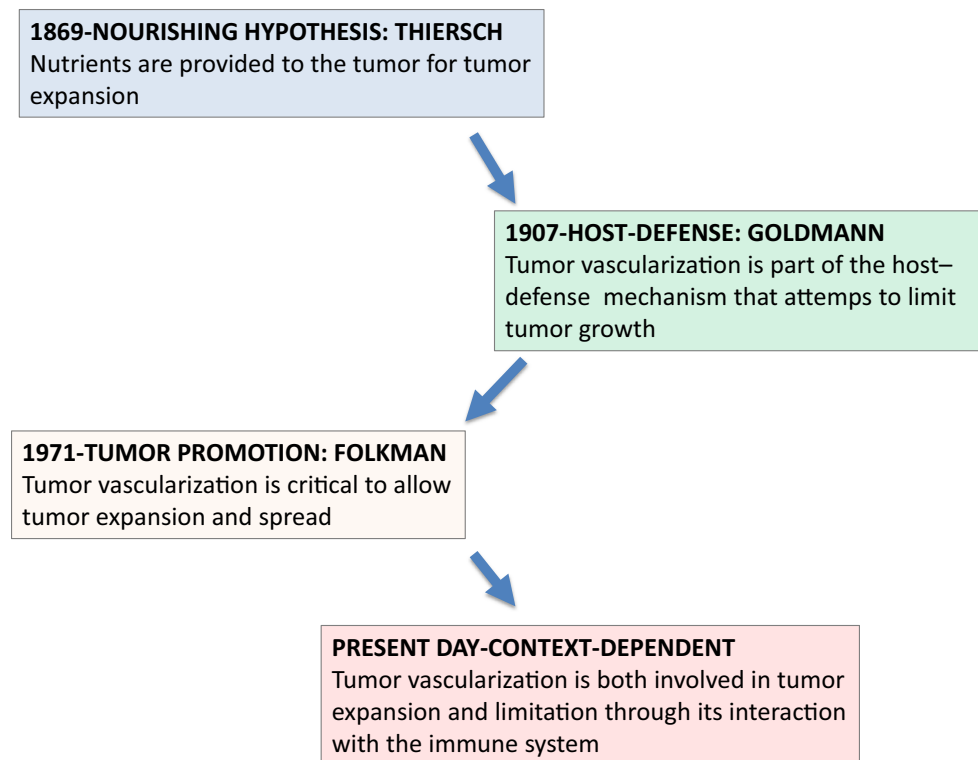 1869-NOURISHING HYPOTHESIS: THIERSCH
Nutrients are provided to the tumor for tumor
expansion
1907-HOST-DEFENSE: GOLDMANN
Tumor vascularization is part of the host–
defense mechanism that attemps to limit
tumor growth
1971-TUMOR PROMOTION: FOLKMAN
Tumor vascularization is critical to allow
tumor expansion and spread
PRESENT DAY-CONTEXT-DEPENDENT
Tumor vascularization is both involved in tumor
expansion and limitation through its interaction
with the immune system